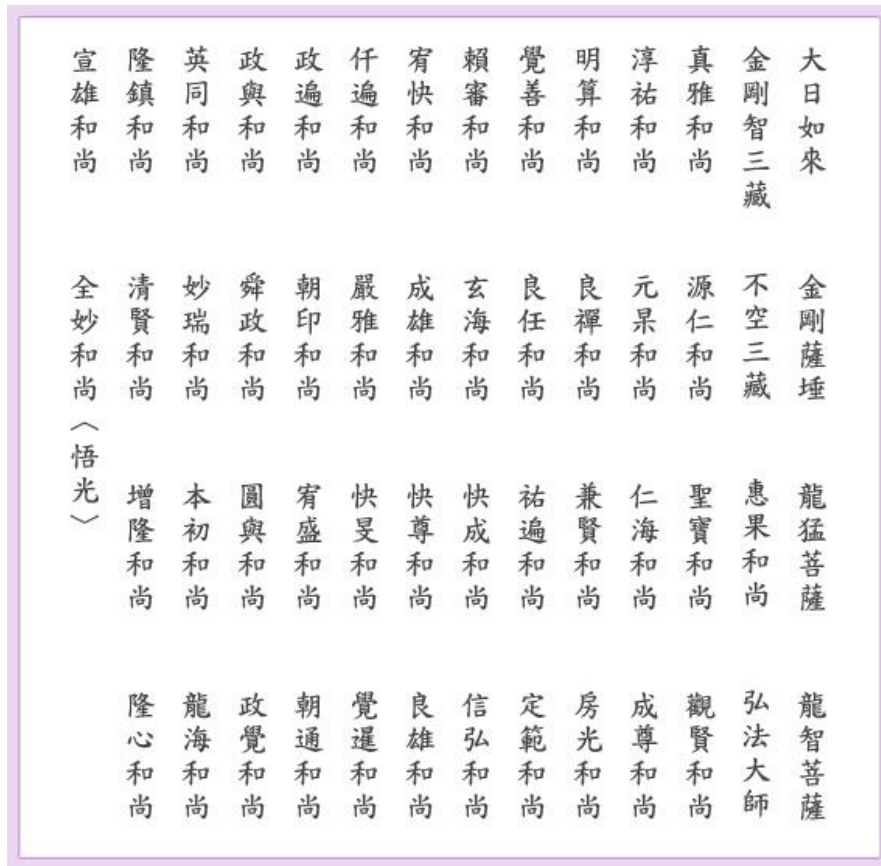 大日如來　金剛薩埵　龍猛菩薩　龍智菩薩
金剛智三藏　不空三藏　惠果和尚　弘法大師
真雅和尚　源仁和尚　聖寶和尚　觀賢和尚
淳祐和尚　元杲和尚　仁海和尚　成尊和尚
明算和尚　良禪和尚　兼賢和尚　房光和尚
覺善和尚　良任和尚　祐遍和尚　定範和尚
賴審和尚　玄海和尚　快成和尚　信弘和尚
宥快和尚　成雄和尚　快尊和尚　良雄和尚
仟遍和尚　嚴雅和尚　快旻和尚　覺暹和尚
政遍和尚　朝印和尚　宥盛和尚　朝通和尚
政與和尚　舜政和尚　圓與和尚　政覺和尚
英同和尚　妙瑞和尚　本初和尚　龍海和尚
隆鎮和尚　清賢和尚　增隆和尚　隆心和尚
宣雄和尚　全妙和尚〈悟光〉